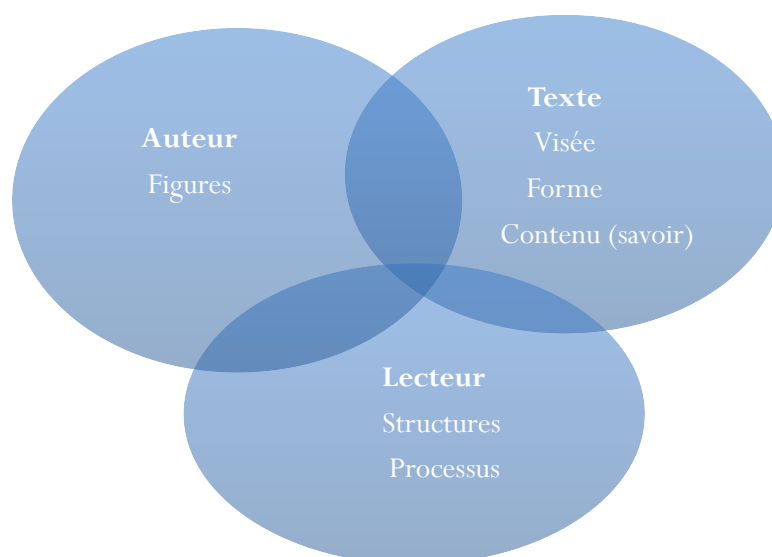 Auteur
Figures
Texte
Visée
Forme
Contenu (savoir)
Lecteur
Structures
Processus